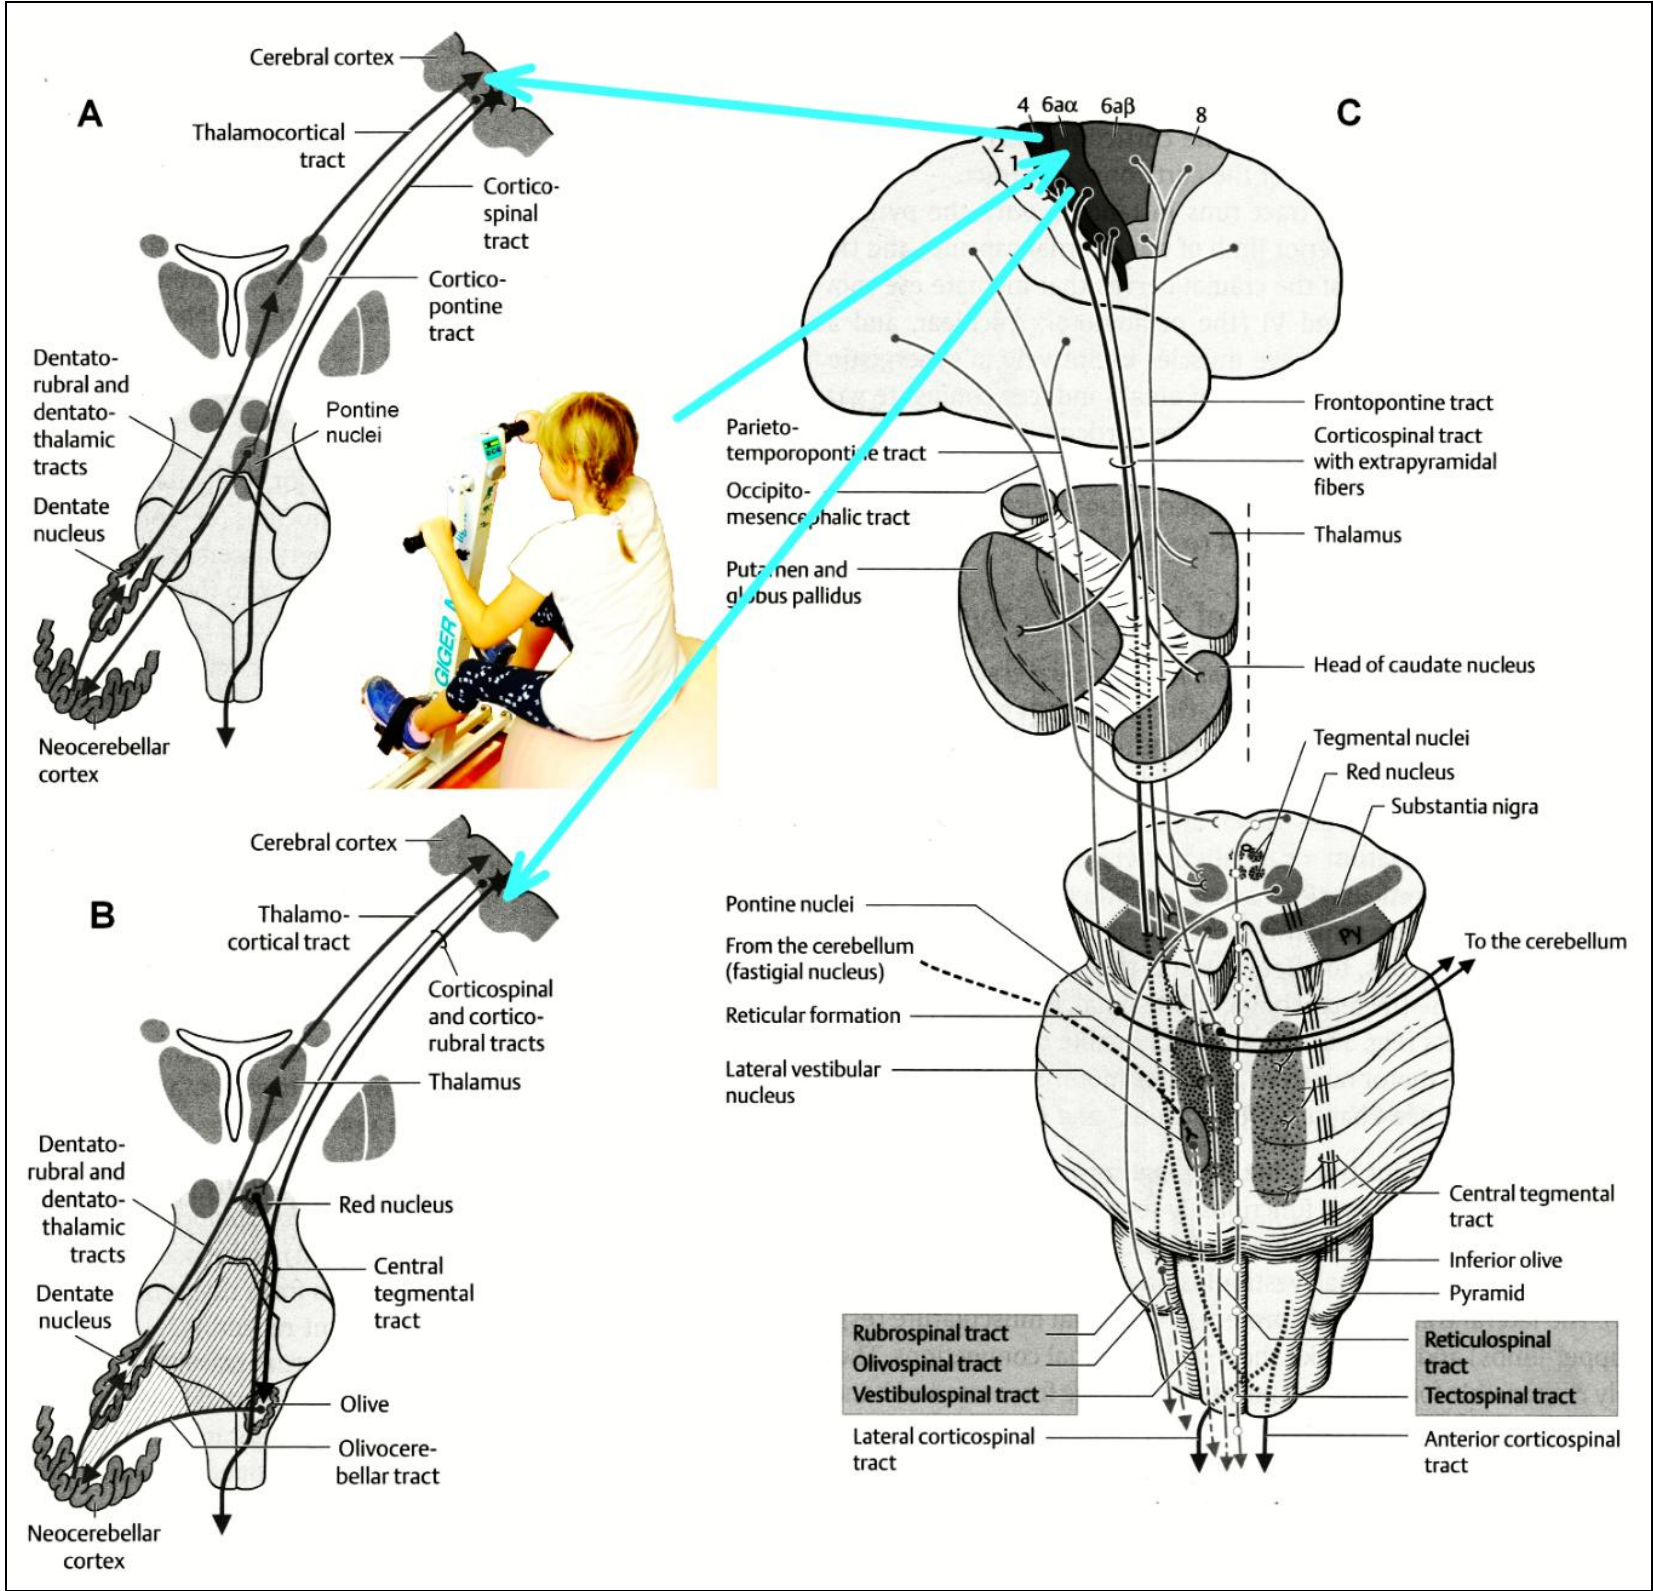 A
Cerebral cortex
Thalamocortical
tract
Cortico-
spinal
tract
Cortico-
pontine
tract
Dentato-
rubral and
dentato-
thalamic
tracts
Pontine
nuclei
Dentate
nucleus
Neocerebellar
cortex
GIGER
B
Cerebral cortex
Thalamo-
cortical tract
Corticospinal
and cortico-
rubral tracts
Thalamus
Dentato-
rubral and
dentato-
thalamic
tracts
Red nucleus
Central
tegmental
tract
Dentate
nucleus
Olive
Olivocere-
bellar tract
Neocerebellar
cortex
C
4 6aα 6aβ 8
2
1
Parieto-
temporopontine tract
Occipito-
mesencephalic tract
Putamen and
globus pallidus
Frontopontine tract
Corticospinal tract
with extrapyramidal
fibers
Thalamus
Head of caudate nucleus
Tegmental nuclei
Red nucleus
Substantia nigra
Py
Pontine nuclei
From the cerebellum
(fastigial nucleus)
Reticular formation
Lateral vestibular
nucleus
To the cerebellum
Central tegmental
tract
Inferior olive
Pyramid
Rubrospinal tract
Olivospinal tract
Vestibulospinal tract
Lateral corticospinal
tract
Reticulospinal
tract
Tectospinal tract
Anterior corticospinal
tract